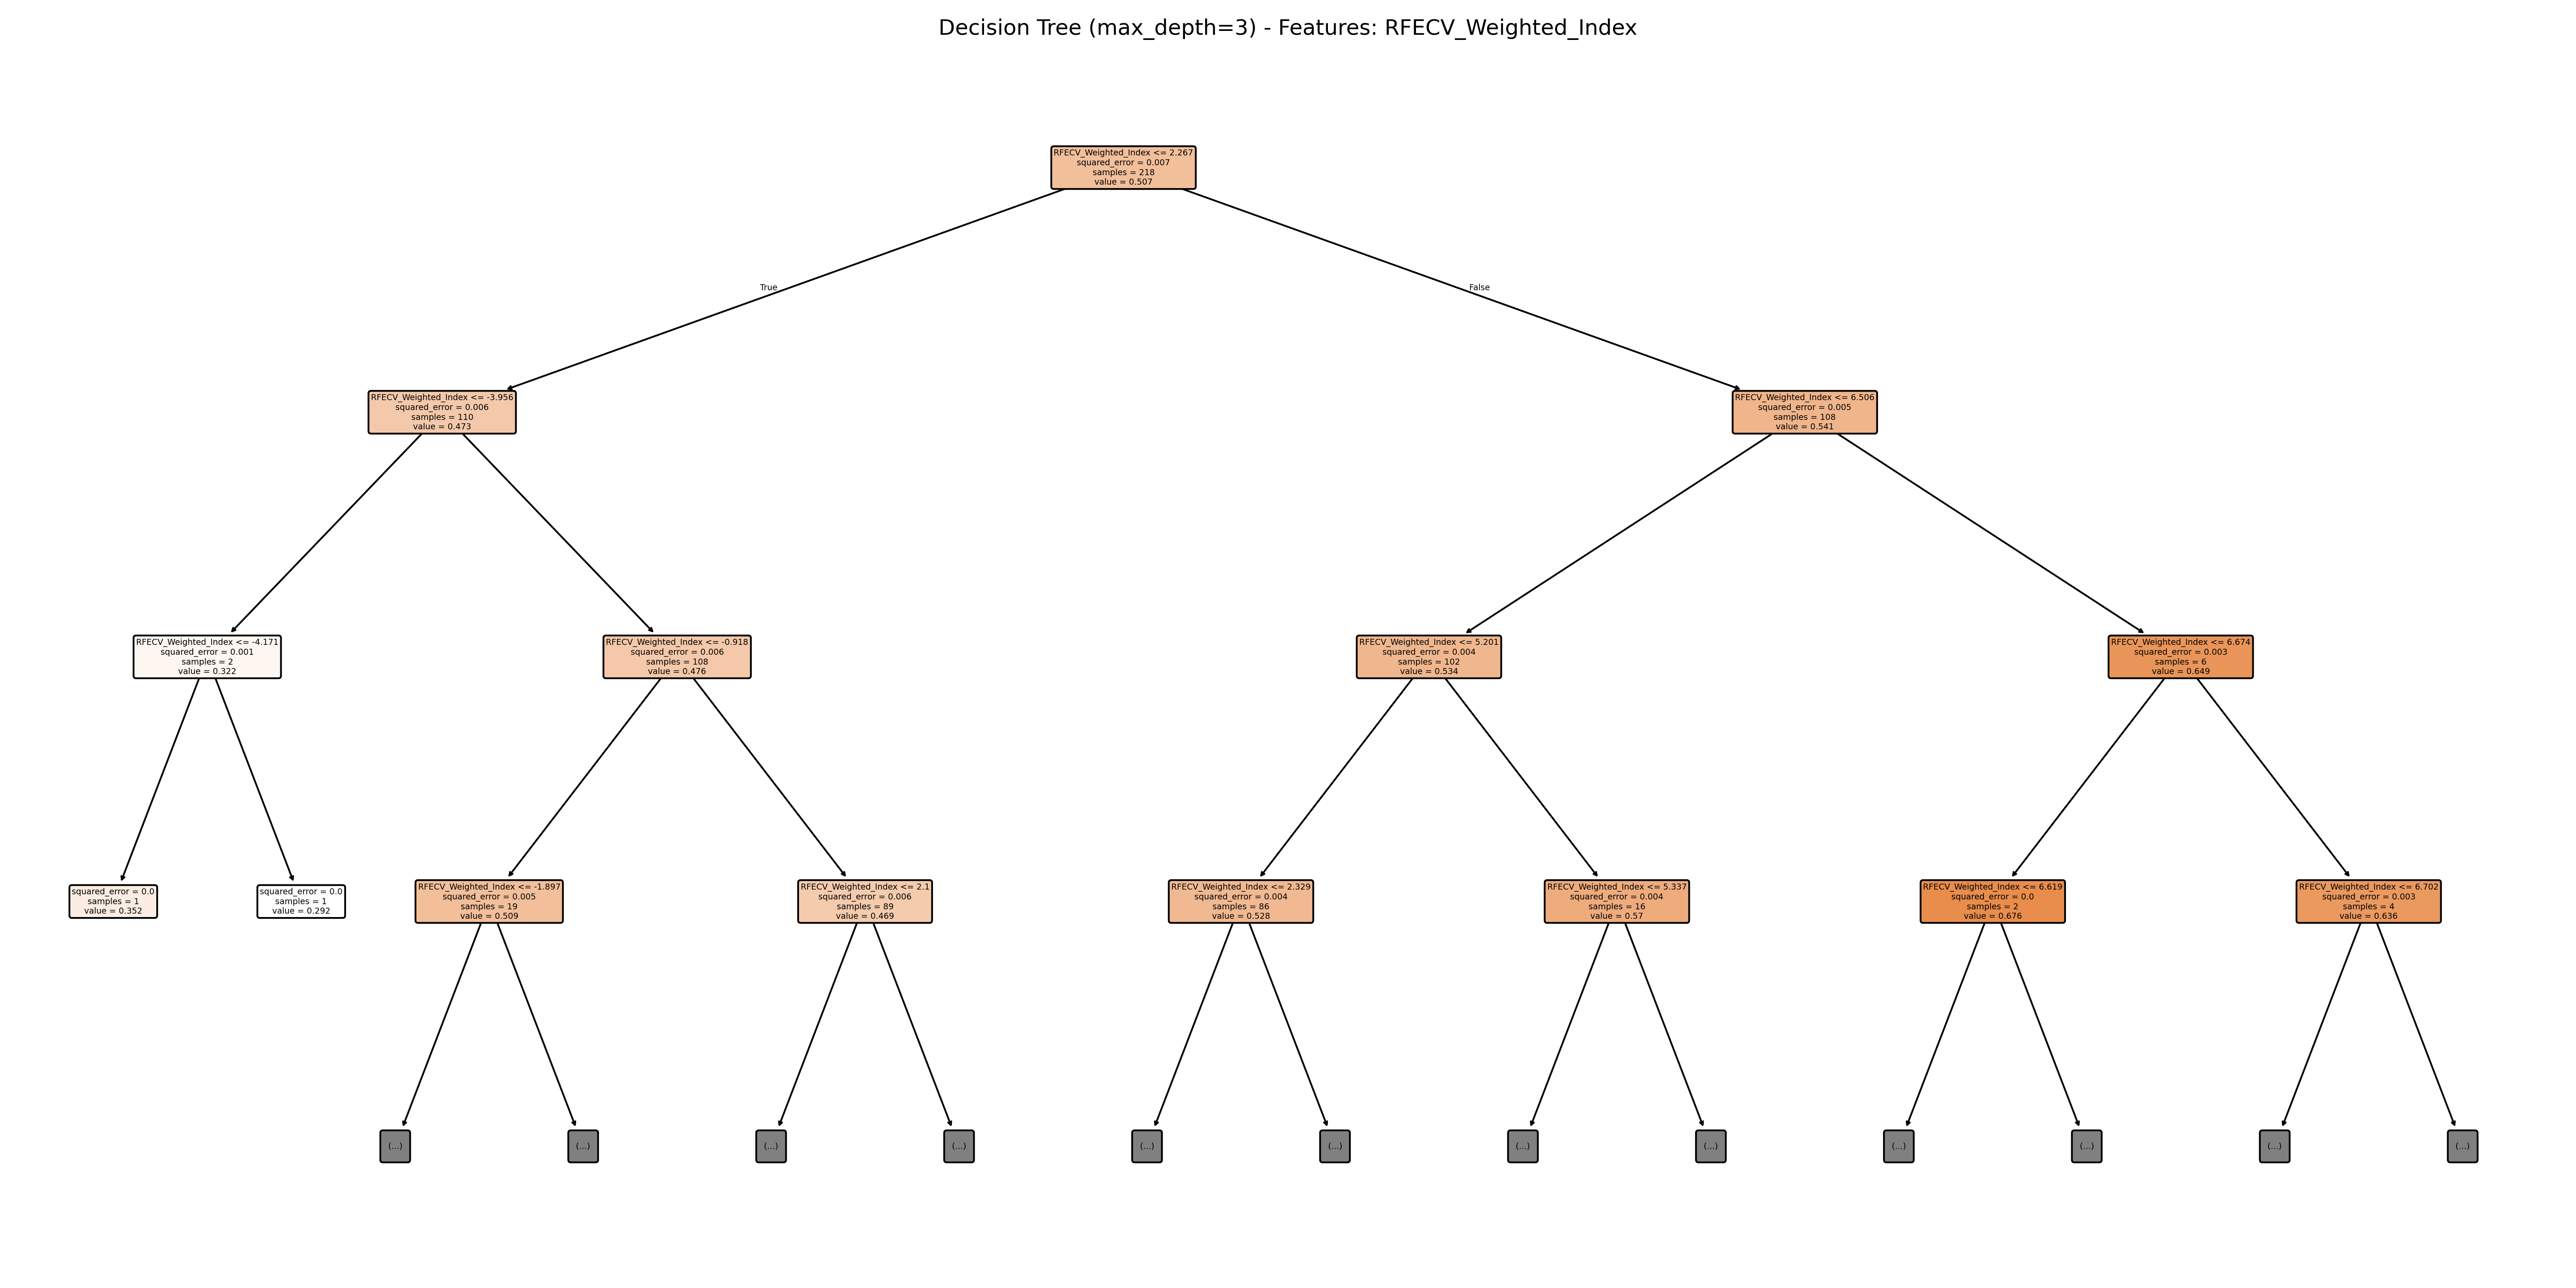 Decision Tree (max_depth=3) - Features: RFECV_Weighted_Index
RFECV_Weighted_Index <= 2.267
squared_error = 0.007
samples = 218
value = 0.507
True
False
RFECV_Weighted_Index <= -3.956
squared_error = 0.006
samples = 110
value = 0.473
RFECV_Weighted_Index <= 6.506
squared_error = 0.005
samples = 108
value = 0.541
RFECV_Weighted_Index <= -4.171
squared_error = 0.001
samples = 2
value = 0.322
RFECV_Weighted_Index <= -0.918
squared_error = 0.006
samples = 108
value = 0.476
RFECV_Weighted_Index <= 5.201
squared_error = 0.004
samples = 102
value = 0.534
RFECV_Weighted_Index <= 6.674
squared_error = 0.003
samples = 6
value = 0.649
squared_error = 0.0
samples = 1
value = 0.352
squared_error = 0.0
samples = 1
value = 0.292
RFECV_Weighted_Index <= -1.897
squared_error = 0.005
samples = 19
value = 0.509
RFECV_Weighted_Index <= 2.1
squared_error = 0.006
samples = 89
value = 0.469
RFECV_Weighted_Index <= 2.329
squared_error = 0.004
samples = 86
value = 0.528
RFECV_Weighted_Index <= 5.337
squared_error = 0.004
samples = 16
value = 0.57
RFECV_Weighted_Index <= 6.619
squared_error = 0.0
samples = 2
value = 0.676
RFECV_Weighted_Index <= 6.702
squared_error = 0.003
samples = 4
value = 0.636
(...)
(...)
(...)
(...)
(...)
(...)
(...)
(...)
(...)
(...)
(...)
(...)